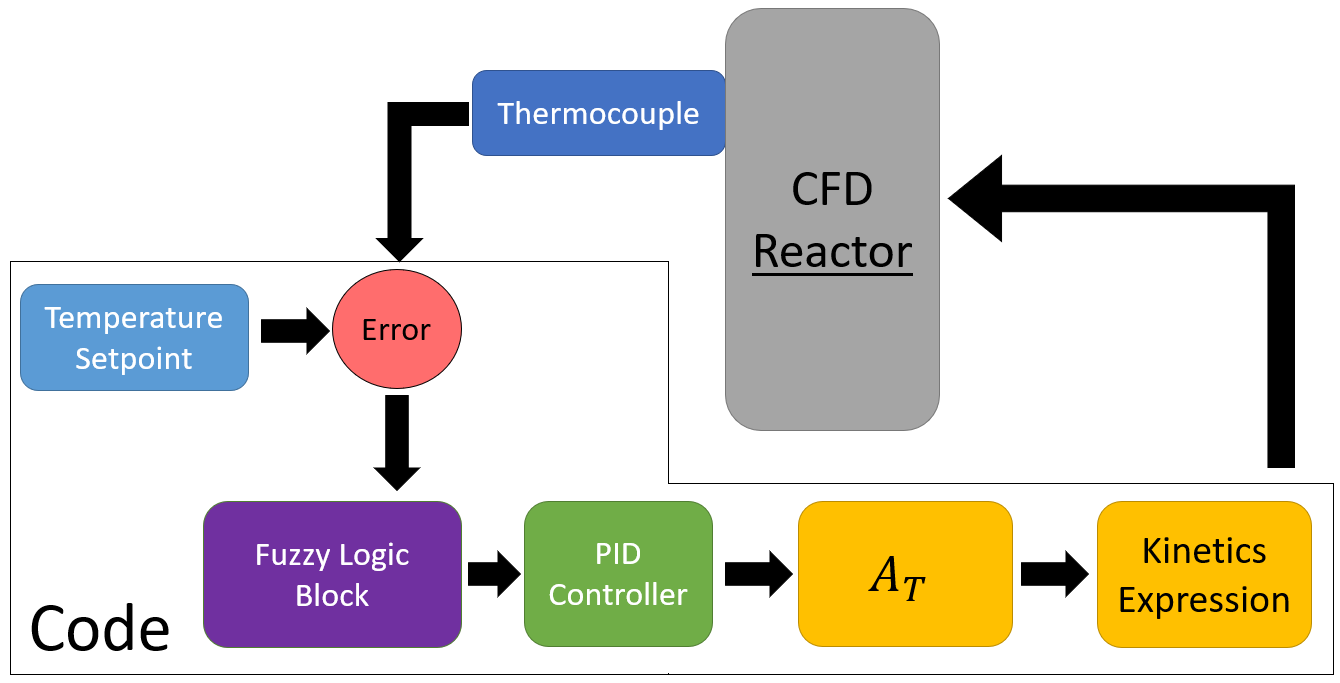 Thermocouple
CFD
Reactor
Temperature
Setpoint
Error
Fuzzy Logic
Block
PID
Controller
A_T
Kinetics
Expression
Code